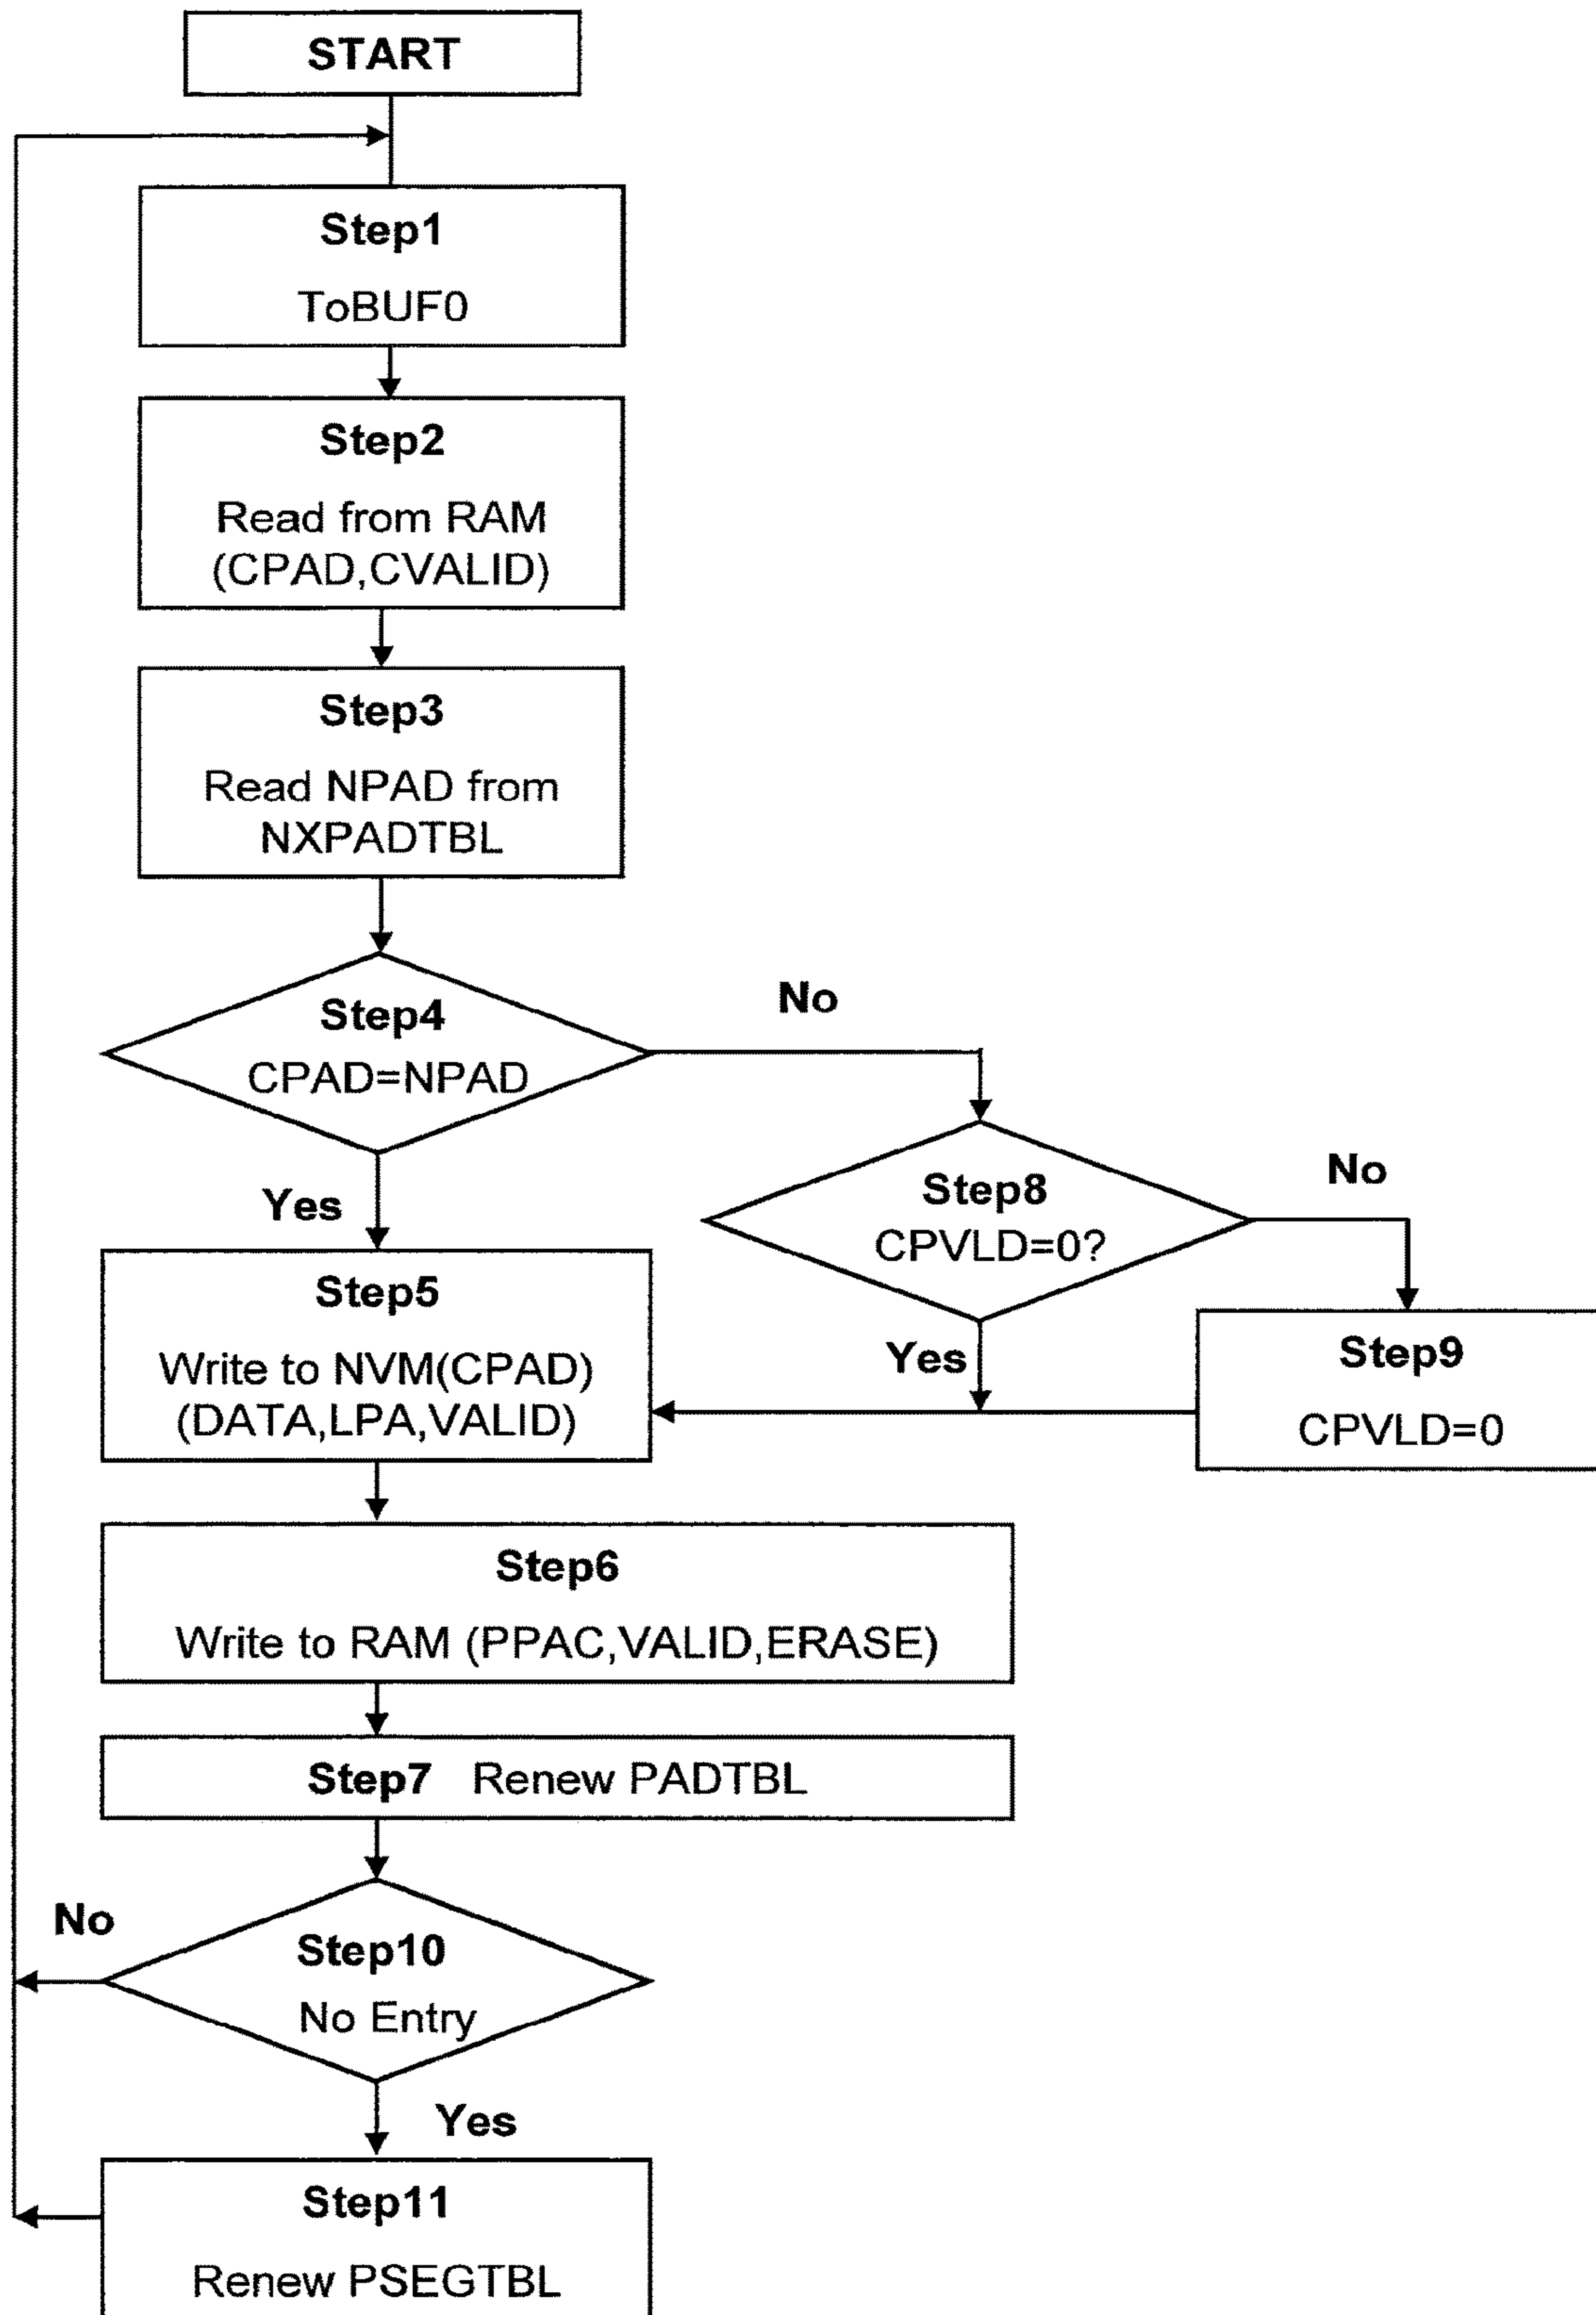 START
Step1
ToBUF0
Step2
Read from RAM
(CPAD,CVALID)
Step3
Read NPAD from
NXPADTBL
Step4
CPAD=NPAD
No
Yes
Step8
CPVLD=0?
No
Yes
Step9
CPVLD=0
Step5
Write to NVM(CPAD)
(DATA,LPA,VALID)
Step6
Write to RAM (PPAC,VALID,ERASE)
Step7 Renew PADTBL
Step10
No Entry
No
Yes
Step11
Renew PSEGTBL